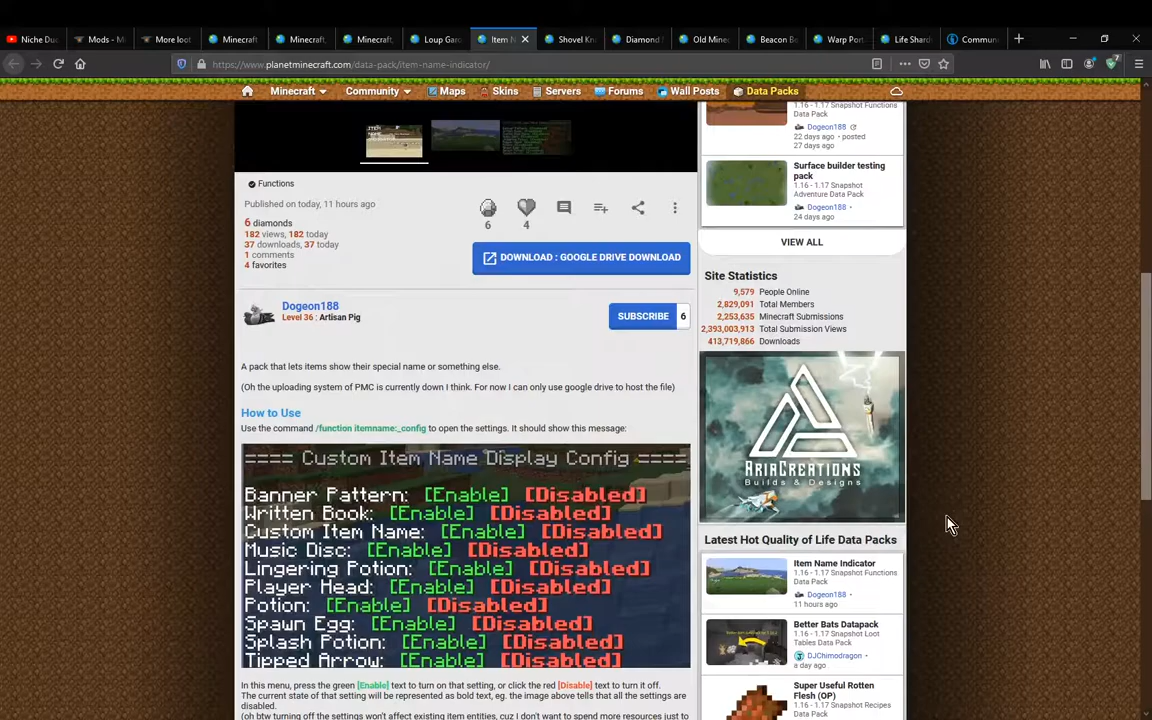 Niche Du
Mods - M
More loot
Minecraft
Minecraft,
Minecraft,
Loup Gar
Item N
Shovel Kn
Diamond
Old Mine
Beacon B
Warp Port
Life Shard
Commun
https://www.planetminecraft.com/data-pack/item-name-indicator/
Minecraft
Community
Maps
Skins
Servers
Forums
Wall Posts
Data Packs
Functions
Published on today, 11 hours ago
6 diamonds
182 views, 182 today
37 downloads, 37 today
1 comments
4 favorites
6
4
DOWNLOAD : GOOGLE DRIVE DOWNLOAD
Dogeon188
Level 36 : Artisan Pig
SUBSCRIBE 6
A pack that lets items show their special name or something else.
(Oh the uploading system of PMC is currently down I think. For now I can only use google drive to host the file)
How to Use
Use the command /function itemname:_config to open the settings. It should show this message:
==== Custom Item Name Display Config ====
Banner Pattern: [Enable] [Disabled]
Written Book: [Enable] [Disabled]
Custom Item Name: [Enable] [Disabled]
Music Disc: [Enable] [Disabled]
Lingering Potion: [Enable] [Disabled]
Player Head: [Enable] [Disabled]
Potion: [Enable] [Disabled]
Spawn Egg: [Enable] [Disabled]
Splash Potion: [Enable] [Disabled]
Tipped Arrow: [Enable] [Disabled]
In this menu, press the green [Enable] text to turn on that setting, or click the red [Disable] text to turn it off.
The current state of that setting will be represented as bold text, eg. the image above tells that all the settings are
disabled.
(oh btw turning off the settings won't affect existing item entities, cuz I don't want to spend more resources just to
1.16 - 1.17 Snapshot Functions
Data Pack
Dogeon188
22 days ago • posted
27 days ago
Surface builder testing
pack
1.16 - 1.17 Snapshot
Adventure Data Pack
Dogeon188 •
24 days ago
VIEW ALL
Site Statistics
9,579 People Online
2,829,091 Total Members
2,253,635 Minecraft Submissions
2,393,003,913 Total Submission Views
413,719,866 Downloads
ARIACREATIONS
Builds & Designs
Latest Hot Quality of Life Data Packs
Item Name Indicator
1.16 - 1.17 Snapshot Functions
Data Pack
Dogeon188 •
11 hours ago
Better Bats Datapack
1.16 - 1.17 Snapshot Loot
Tables Data Pack
DJChimodragon •
a day ago
Super Useful Rotten
Flesh (OP)
1.16 - 1.17 Snapshot Recipes
Data Pack